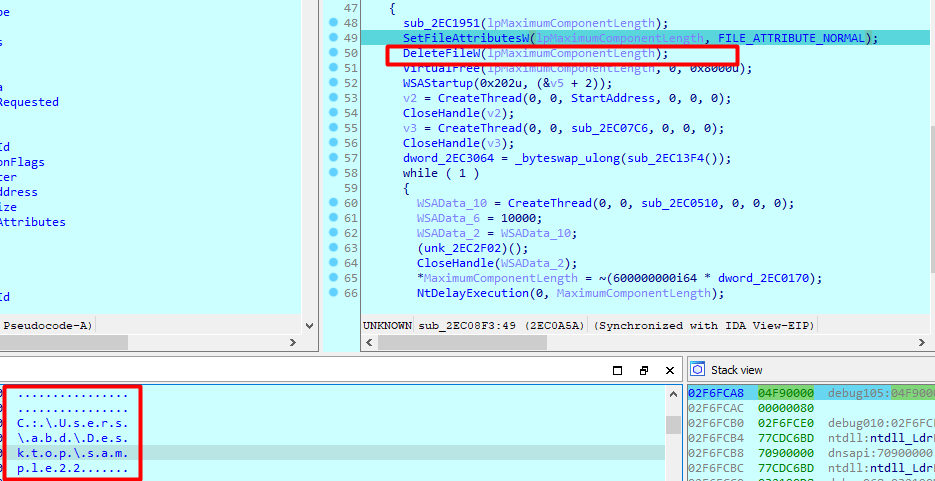 pe
s
a
Requested
Id
onFlags
ter
ddress
ize
Attributes
Id
Pseudocode-A)
47 {
48 sub_2EC1951(lpMaximumComponentLength);
49 SetFileAttributesW(lpMaximumComponentLength, FILE_ATTRIBUTE_NORMAL);
50 DeleteFileW(lpMaximumComponentLength);
51 VirtualFree(lpMaximumComponentLength, 0, 0x8000u);
52 WSAStartup(0x202u, (&v5 + 2));
53 v2 = CreateThread(0, 0, StartAddress, 0, 0, 0);
54 CloseHandle(v2);
55 v3 = CreateThread(0, 0, sub_2EC07C6, 0, 0, 0);
56 CloseHandle(v3);
57 dword_2EC3064 = _byteswap_ulong(sub_2EC13F4());
58 while ( 1 )
59 {
60 WSAData_10 = CreateThread(0, 0, sub_2EC0510, 0, 0, 0);
61 WSAData_6 = 10000;
62 WSAData_2 = WSAData_10;
63 (unk_2EC2F02)();
64 CloseHandle(WSAData_2);
65 *MaximumComponentLength = ~(600000000i64 * dword_2EC0170);
66 NtDelayExecution(0, MaximumComponentLength);
UNKNOWN sub_2EC08F3:49 (2EC0A5A) (Synchronized with IDA View-EIP)
................
................
C.:.\.U.s.e.r.s.
\.a.b.d.\.D.e.s.
k.t.o.p.\.s.a.m.
p.l.e.2.2.......
Stack view
02F6FCA8 04F90000 debug105:04F90000
02F6FCAC 00000080
02F6FCB0 02F6FCE0 debug010:02F6FC
02F6FCB4 77CDC6BD ntdll:ntdll_Ldr
02F6FCB8 70900000 dnsapi:70900000
02F6FCBC 77CDC6BD ntdll:ntdll_Ldr